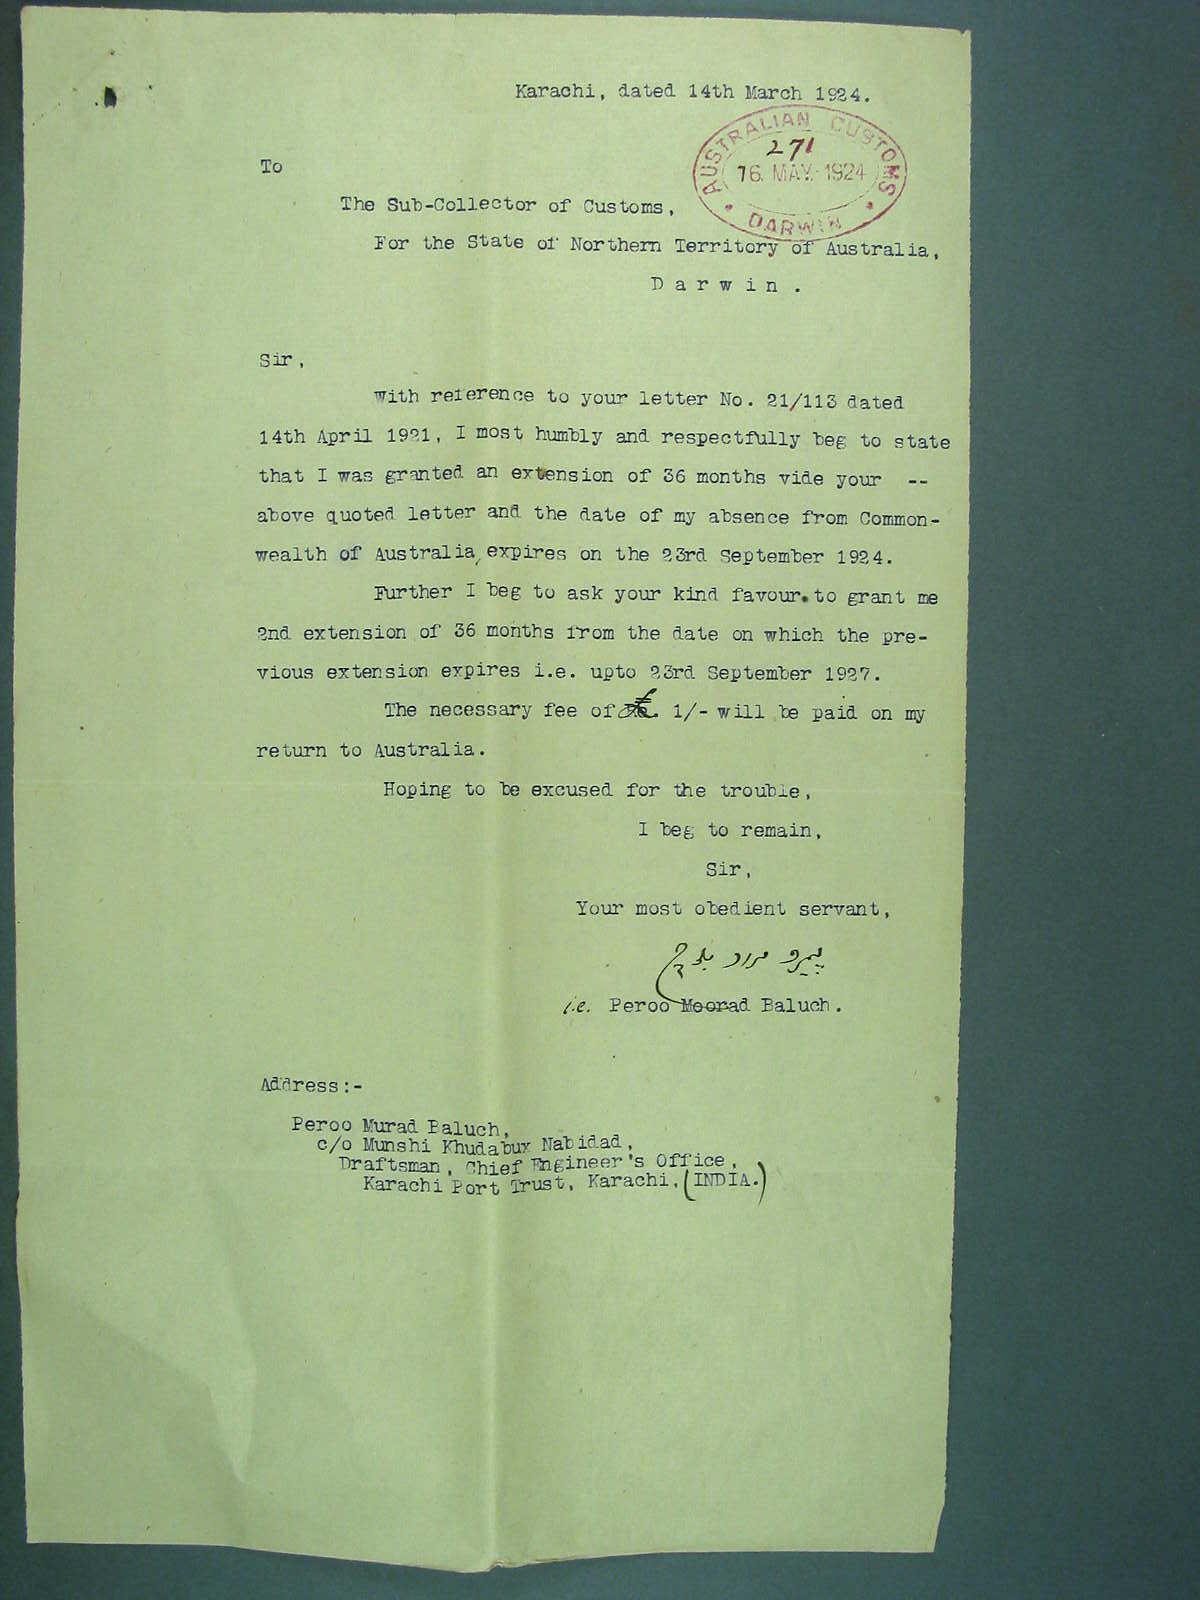 Karachi, dated 14th March 1924.
AUSTRALIAN CUSTOMS
271
16. MAY. 1924
DARWIN
To
The Sub-Collector of Customs,
For the State of Northern Territory of Australia,
Darwin.
Sir,
With reference to your letter No. 21/113 dated
14th April 1921, I most humbly and respectfully beg to state
that I was granted an extension of 36 months vide your --
above quoted letter and the date of my absence from Common-
wealth of Australia, expires on the 23rd September 1924.
Further I beg to ask your kind favour. to grant me
2nd extension of 36 months from the date on which the pre-
vious extension expires i.e. upto 23rd September 1927.
The necessary fee of £. 1/- will be paid on my
return to Australia.
Hoping to be excused for the trouble,
I beg to remain,
Sir,
Your most obedient servant,
پیرو مراد بلوچ
i.e. Peroo Moorad Baluch.
Address:-
Peroo Murad Baluch,
c/o Munshi Khudabux Nabidad,
Draftsman, Chief Engineer's Office,
Karachi Port Trust, Karachi, (INDIA.)